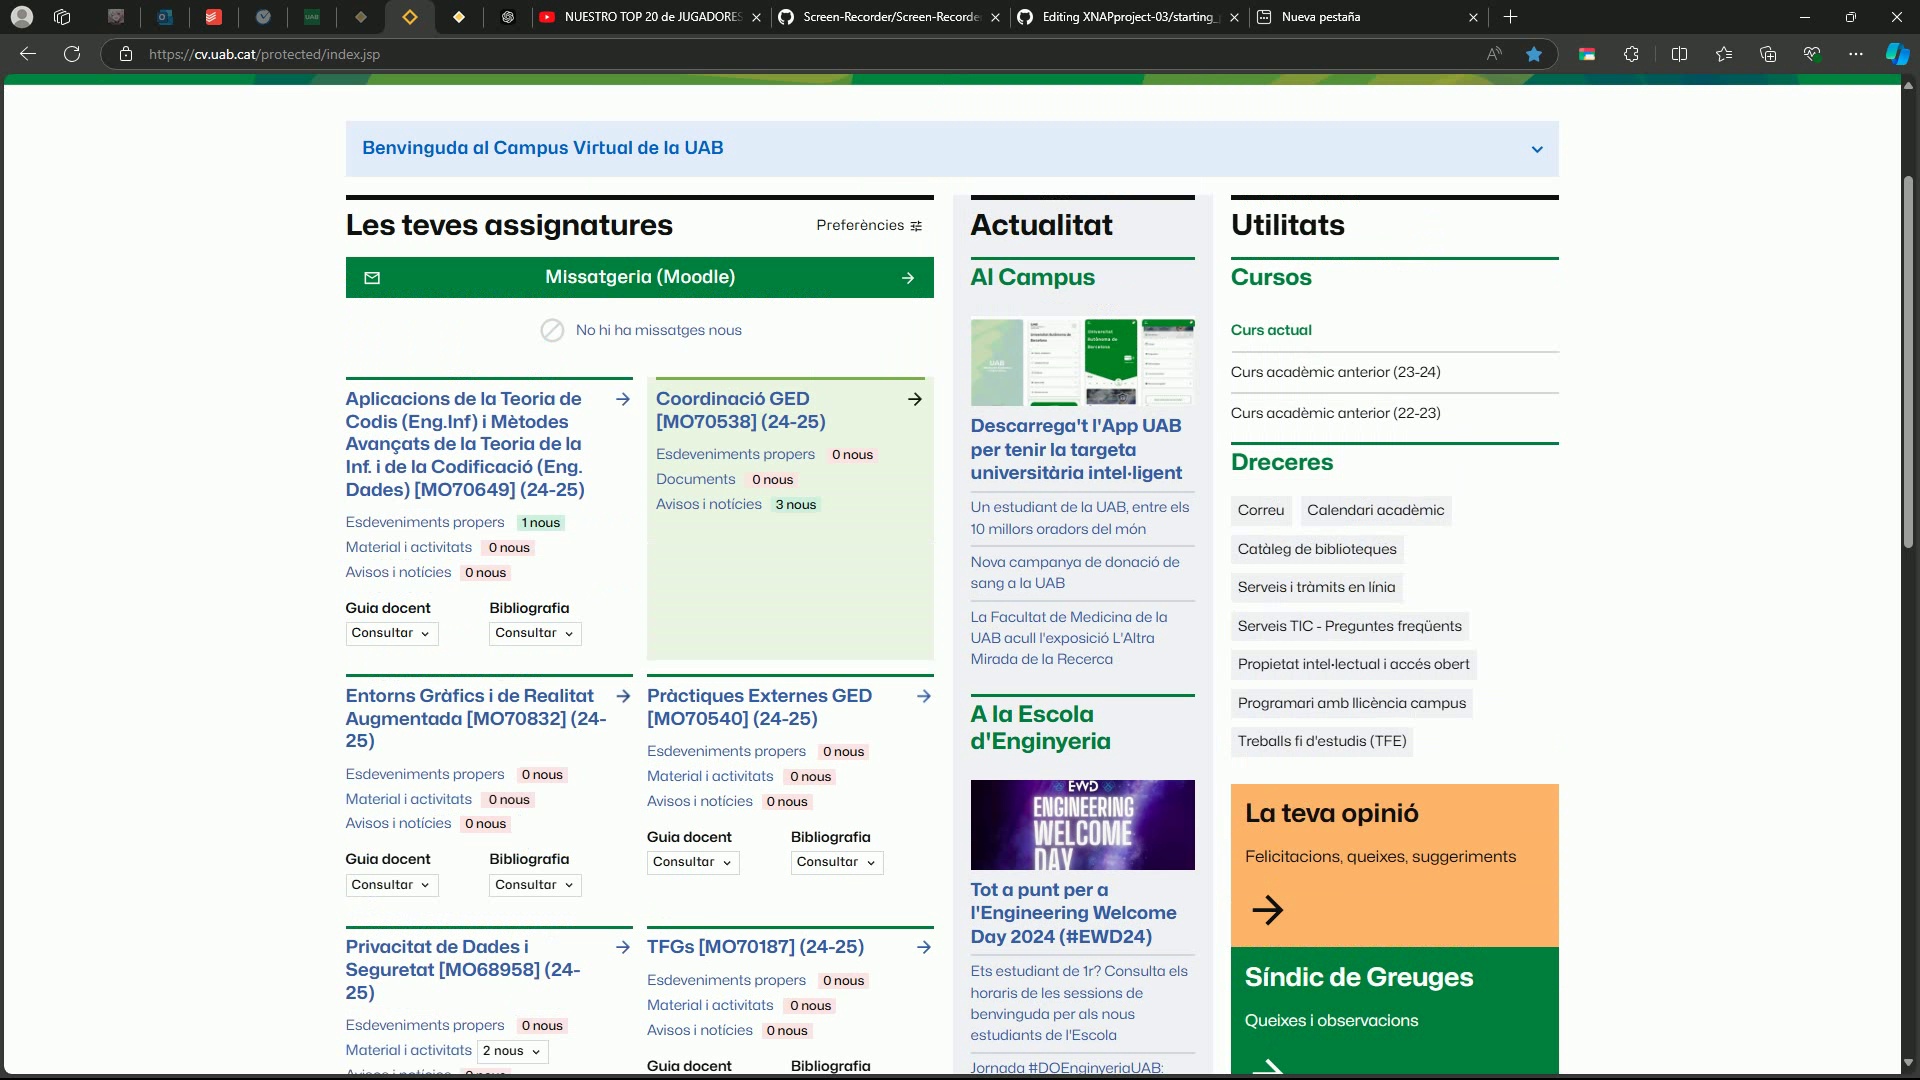 NUESTRO TOP 20 de JUGADORES
Screen-Recorder/Screen-Recorde
Editing XNAPproject-03/starting_
Nueva pestaña
https://cv.uab.cat/protected/index.jsp
Benvinguda al Campus Virtual de la UAB
Les teves assignatures
Preferències
Missatgeria (Moodle)
No hi ha missatges nous
Aplicacions de la Teoria de
Codis (Eng.Inf) i Mètodes
Avançats de la Teoria de la
Inf. i de la Codificació (Eng.
Dades) [MO70649] (24-25)
Esdeveniments propers 1 nous
Material i activitats 0 nous
Avisos i notícies 0 nous
Guia docent Bibliografia
Consultar Consultar
Coordinació GED
[MO70538] (24-25)
Esdeveniments propers 0 nous
Documents 0 nous
Avisos i notícies 3 nous
Entorns Gràfics i de Realitat
Augmentada [MO70832] (24-
25)
Esdeveniments propers 0 nous
Material i activitats 0 nous
Avisos i notícies 0 nous
Guia docent Bibliografia
Consultar Consultar
Pràctiques Externes GED
[MO70540] (24-25)
Esdeveniments propers 0 nous
Material i activitats 0 nous
Avisos i notícies 0 nous
Guia docent Bibliografia
Consultar Consultar
Privacitat de Dades i
Seguretat [MO68958] (24-
25)
Esdeveniments propers 0 nous
Material i activitats 2 nous
Avisos i notícies 0 nous
TFGs [MO70187] (24-25)
Esdeveniments propers 0 nous
Material i activitats 0 nous
Avisos i notícies 0 nous
Guia docent Bibliografia
Actualitat
Al Campus
Descarrega't l'App UAB
per tenir la targeta
universitària intel·ligent
Un estudiant de la UAB, entre els
10 millors oradors del món
Nova campanya de donació de
sang a la UAB
La Facultat de Medicina de la
UAB acull l'exposició L'Altra
Mirada de la Recerca
A la Escola
d'Enginyeria
EWD
ENGINEERING
WELCOME
DAY
Tot a punt per a
l'Engineering Welcome
Day 2024 (#EWD24)
Ets estudiant de 1r? Consulta els
horaris de les sessions de
benvinguda per als nous
estudiants de l'Escola
Jornada #DOEnginyeriaUAB:
Utilitats
Cursos
Curs actual
Curs acadèmic anterior (23-24)
Curs acadèmic anterior (22-23)
Dreceres
Correu Calendari acadèmic
Catàleg de biblioteques
Serveis i tràmits en línia
Serveis TIC - Preguntes freqüents
Propietat intel·lectual i accés obert
Programari amb llicència campus
Treballs fi d'estudis (TFE)
La teva opinió
Felicitacions, queixes, suggeriments
Síndic de Greuges
Queixes i observacions